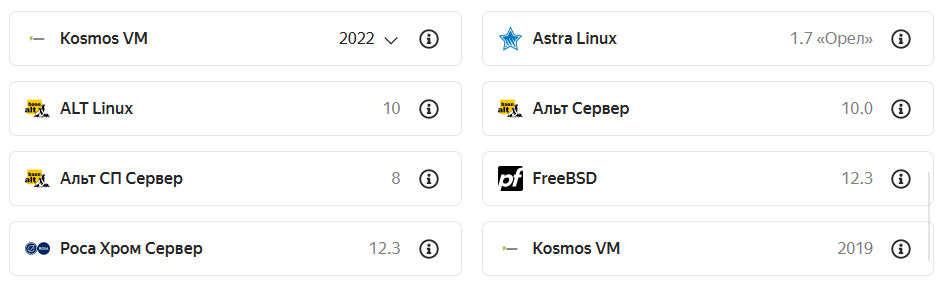 Kosmos VM 2022
Astra Linux 1.7 «Орел»
ALT Linux 10
Альт Сервер 10.0
Альт СП Сервер 8
pf FreeBSD 12.3
Роса Хром Сервер 12.3
Kosmos VM 2019